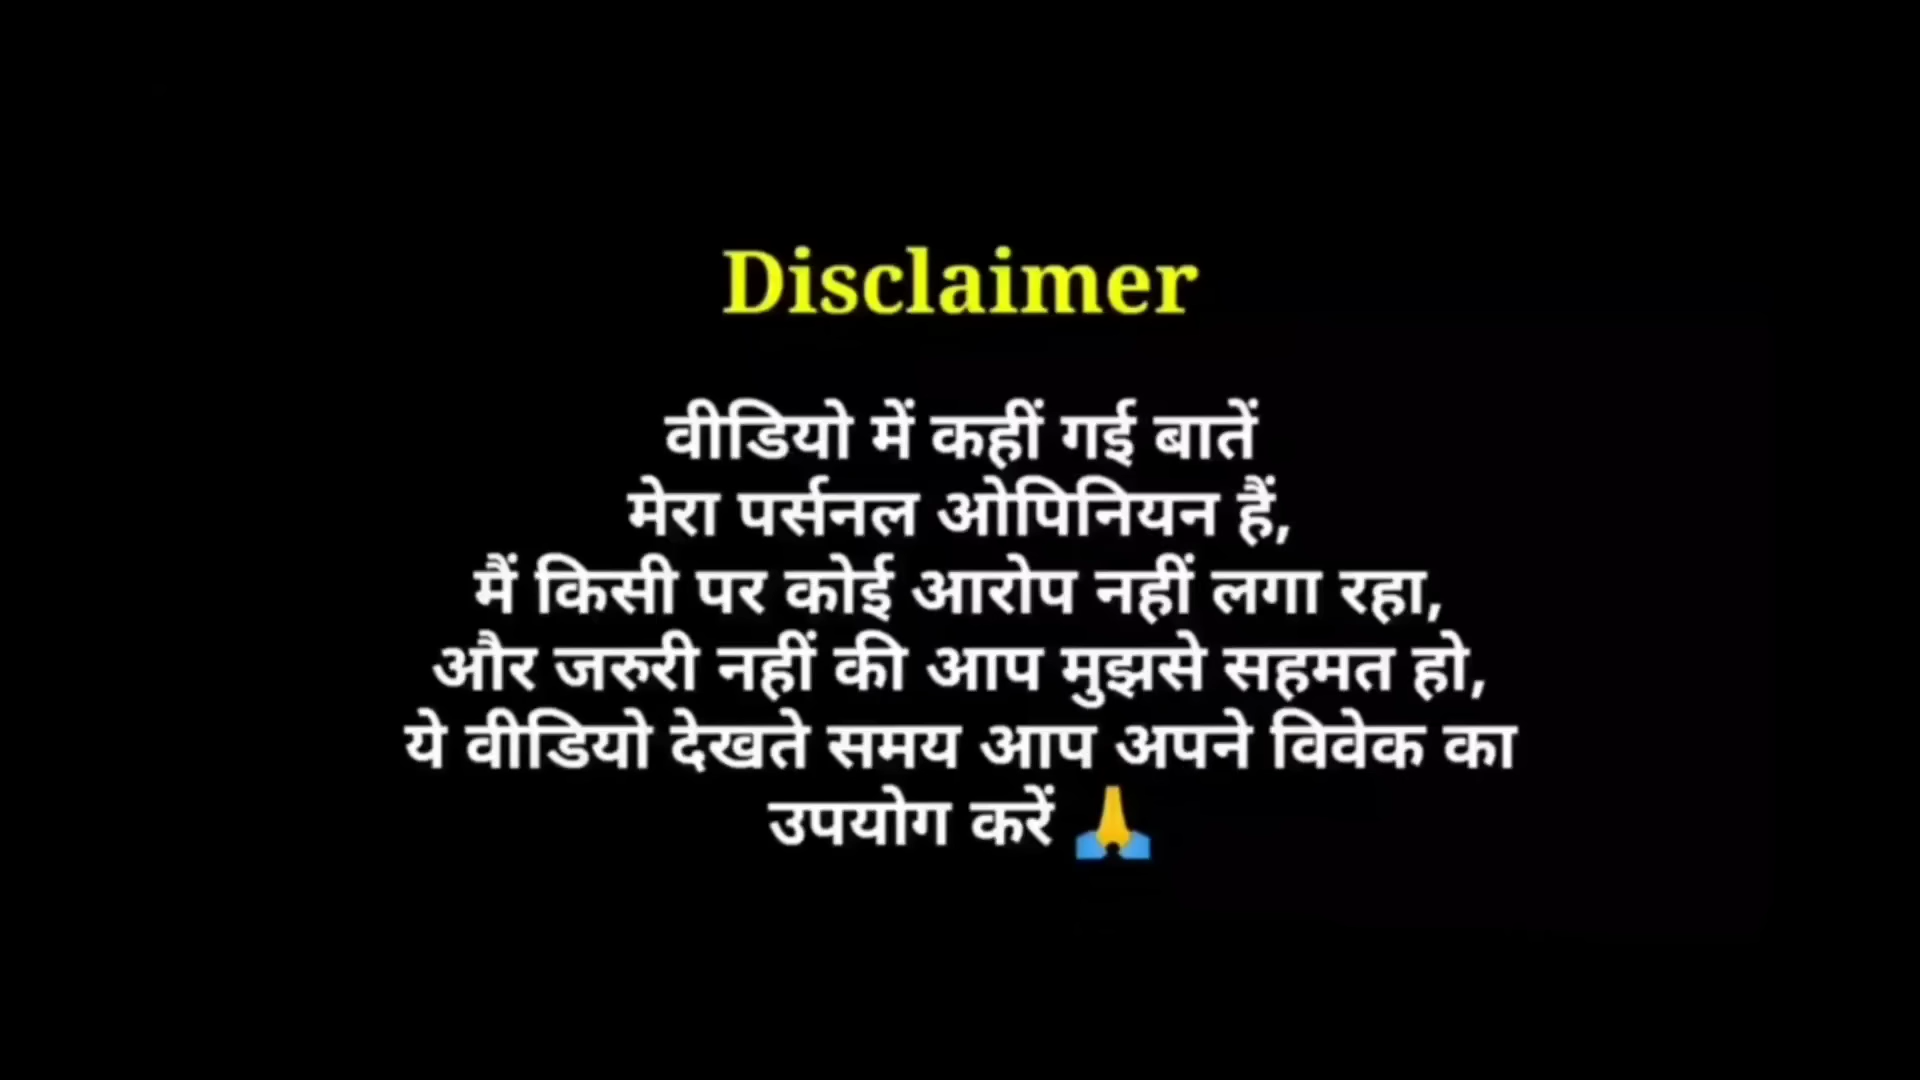 Disclaimer
वीडियो में कहीं गई बातें
मेरा पर्सनल ओपिनियन हैं,
मैं किसी पर कोई आरोप नहीं लगा रहा,
और जरुरी नहीं की आप मुझसे सहमत हो,
ये वीडियो देखते समय आप अपने विवेक का
उपयोग करें 🙏